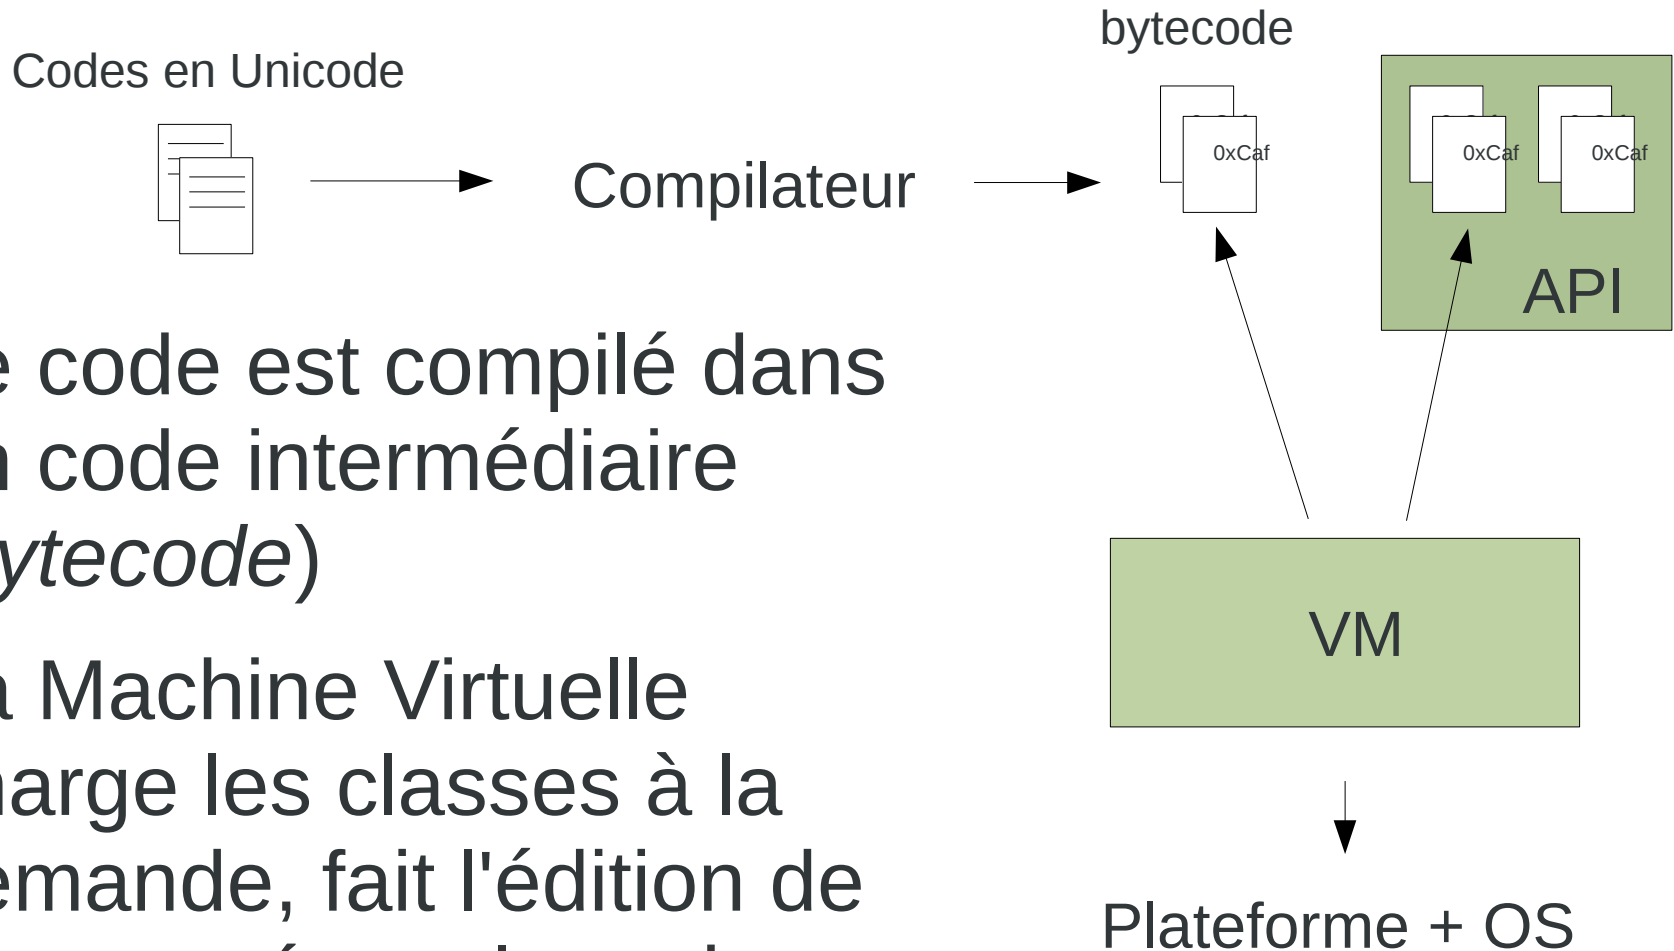 bytecode
Codes en Unicode
0xCaf
0xCaf
0xCaf
Compilateur
API
code est compilé dans
code intermédiaire
ytecode)
Machine Virtuelle
harge les classes à la
emande, fait l'édition de
VM
Plateforme + OS